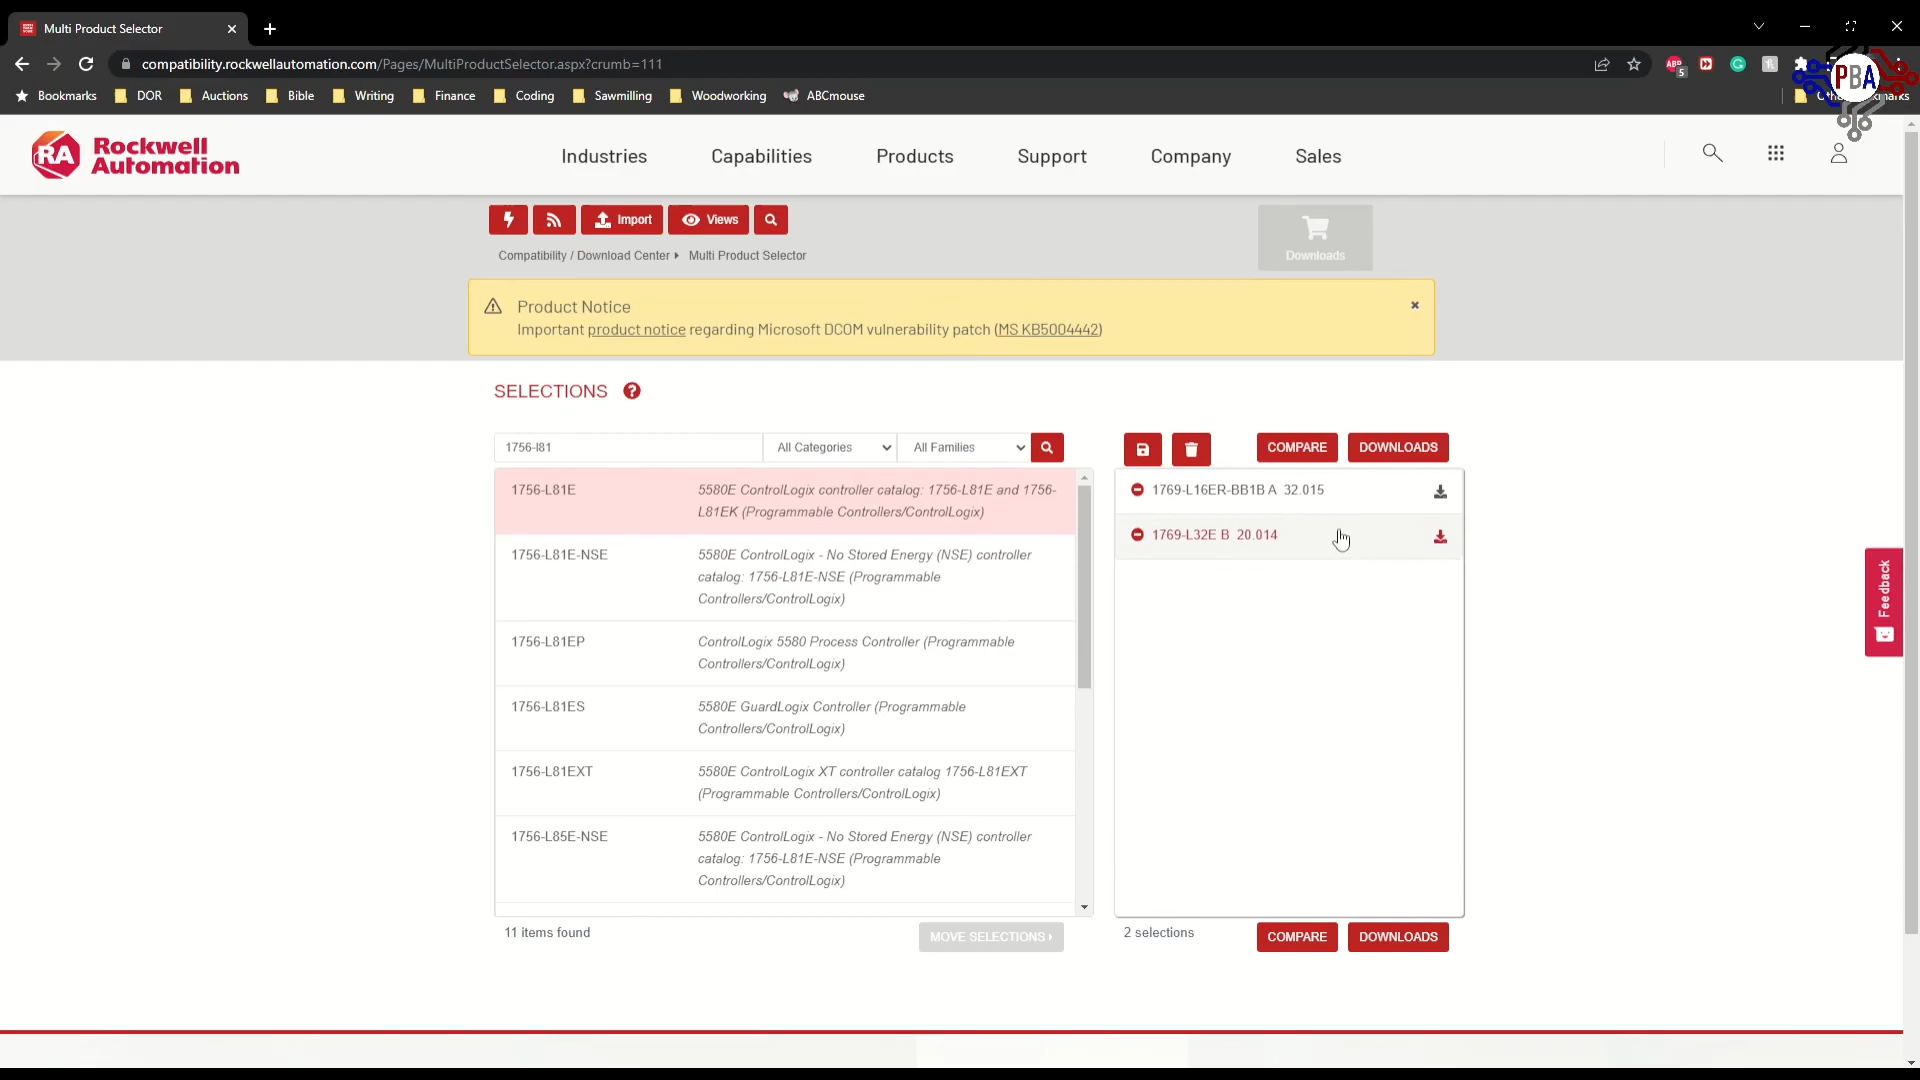 Multi Product Selector
compatibility.rockwellautomation.com/Pages/MultiProductSelector.aspx?crumb=111
ABP
5
PBA
Bookmarks DOR Auctions Bible Writing Finance Coding Sawmilling Woodworking ABCmouse
RA Rockwell
Automation
Industries Capabilities Products Support Company Sales
Import Views
Downloads
Compatibility / Download Center Multi Product Selector
Product Notice
Important product notice regarding Microsoft DCOM vulnerability patch (MS KB5004442)
SELECTIONS ?
1756-l81 All Categories All Families
COMPARE DOWNLOADS
1756-L81E 5580E ControlLogix controller catalog: 1756-L81E and 1756-
L81EK (Programmable Controllers/ControlLogix)
1756-L81E-NSE 5580E ControlLogix - No Stored Energy (NSE) controller
catalog: 1756-L81E-NSE (Programmable
Controllers/ControlLogix)
1756-L81EP ControlLogix 5580 Process Controller (Programmable
Controllers/ControlLogix)
1756-L81ES 5580E GuardLogix Controller (Programmable
Controllers/ControlLogix)
1756-L81EXT 5580E ControlLogix XT controller catalog 1756-L81EXT
(Programmable Controllers/ControlLogix)
1756-L85E-NSE 5580E ControlLogix - No Stored Energy (NSE) controller
catalog: 1756-L81E-NSE (Programmable
Controllers/ControlLogix)
1769-L16ER-BB1B A 32.015
1769-L32E B 20.014
Feedback
11 items found MOVE SELECTIONS
2 selections COMPARE DOWNLOADS